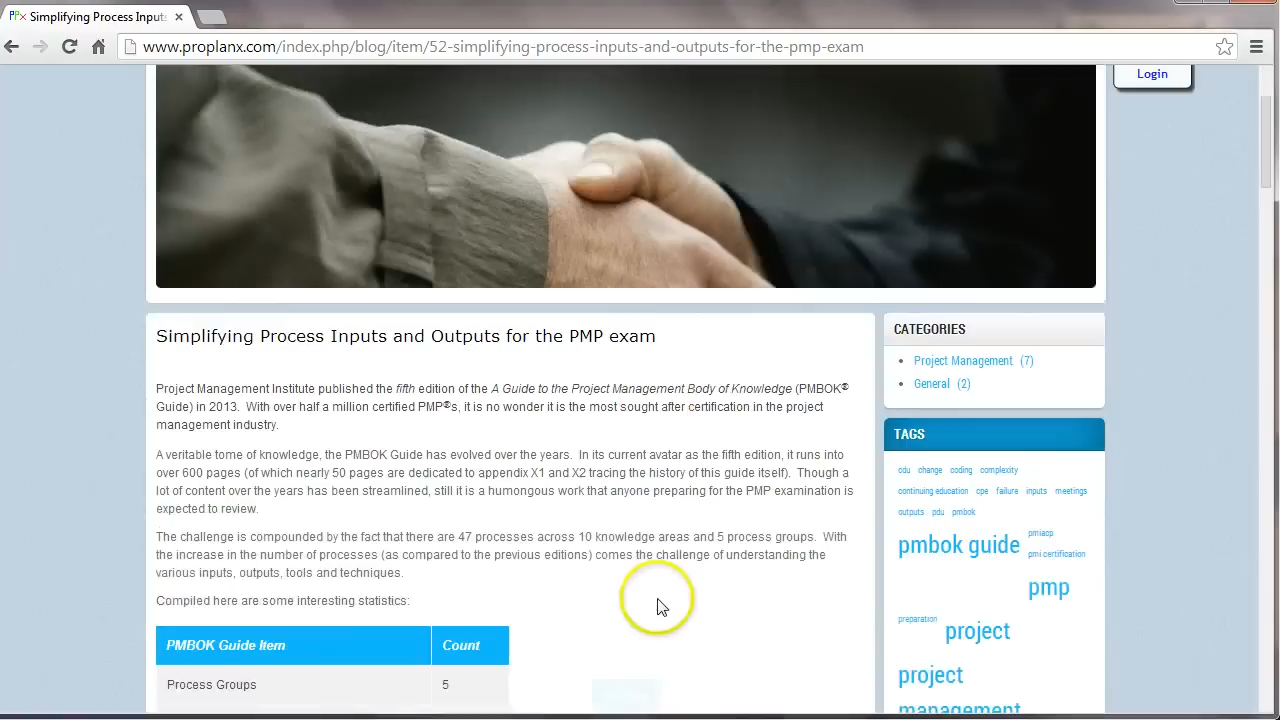 PPx Simplifying Process Inputs
www.proplanx.com/index.php/blog/item/52-simplifying-process-inputs-and-outputs-for-the-pmp-exam
Login
Simplifying Process Inputs and Outputs for the PMP exam
Project Management Institute published the fifth edition of the A Guide to the Project Management Body of Knowledge (PMBOK®
Guide) in 2013. With over half a million certified PMP®s, it is no wonder it is the most sought after certification in the project
management industry.
A veritable tome of knowledge, the PMBOK Guide has evolved over the years. In its current avatar as the fifth edition, it runs into
over 600 pages (of which nearly 50 pages are dedicated to appendix X1 and X2 tracing the history of this guide itself). Though a
lot of content over the years has been streamlined, still it is a humongous work that anyone preparing for the PMP examination is
expected to review.
The challenge is compounded by the fact that there are 47 processes across 10 knowledge areas and 5 process groups. With
the increase in the number of processes (as compared to the previous editions) comes the challenge of understanding the
various inputs, outputs, tools and techniques.
Compiled here are some interesting statistics:
PMBOK Guide Item Count
Process Groups 5
CATEGORIES
Project Management (7)
General (2)
TAGS
cdu change coding complexity
continuing education cpe failure inputs meetings
outputs pdu pmbok
pmbok guide pmiacp
pmi certification
pmp
preparation project
project
management